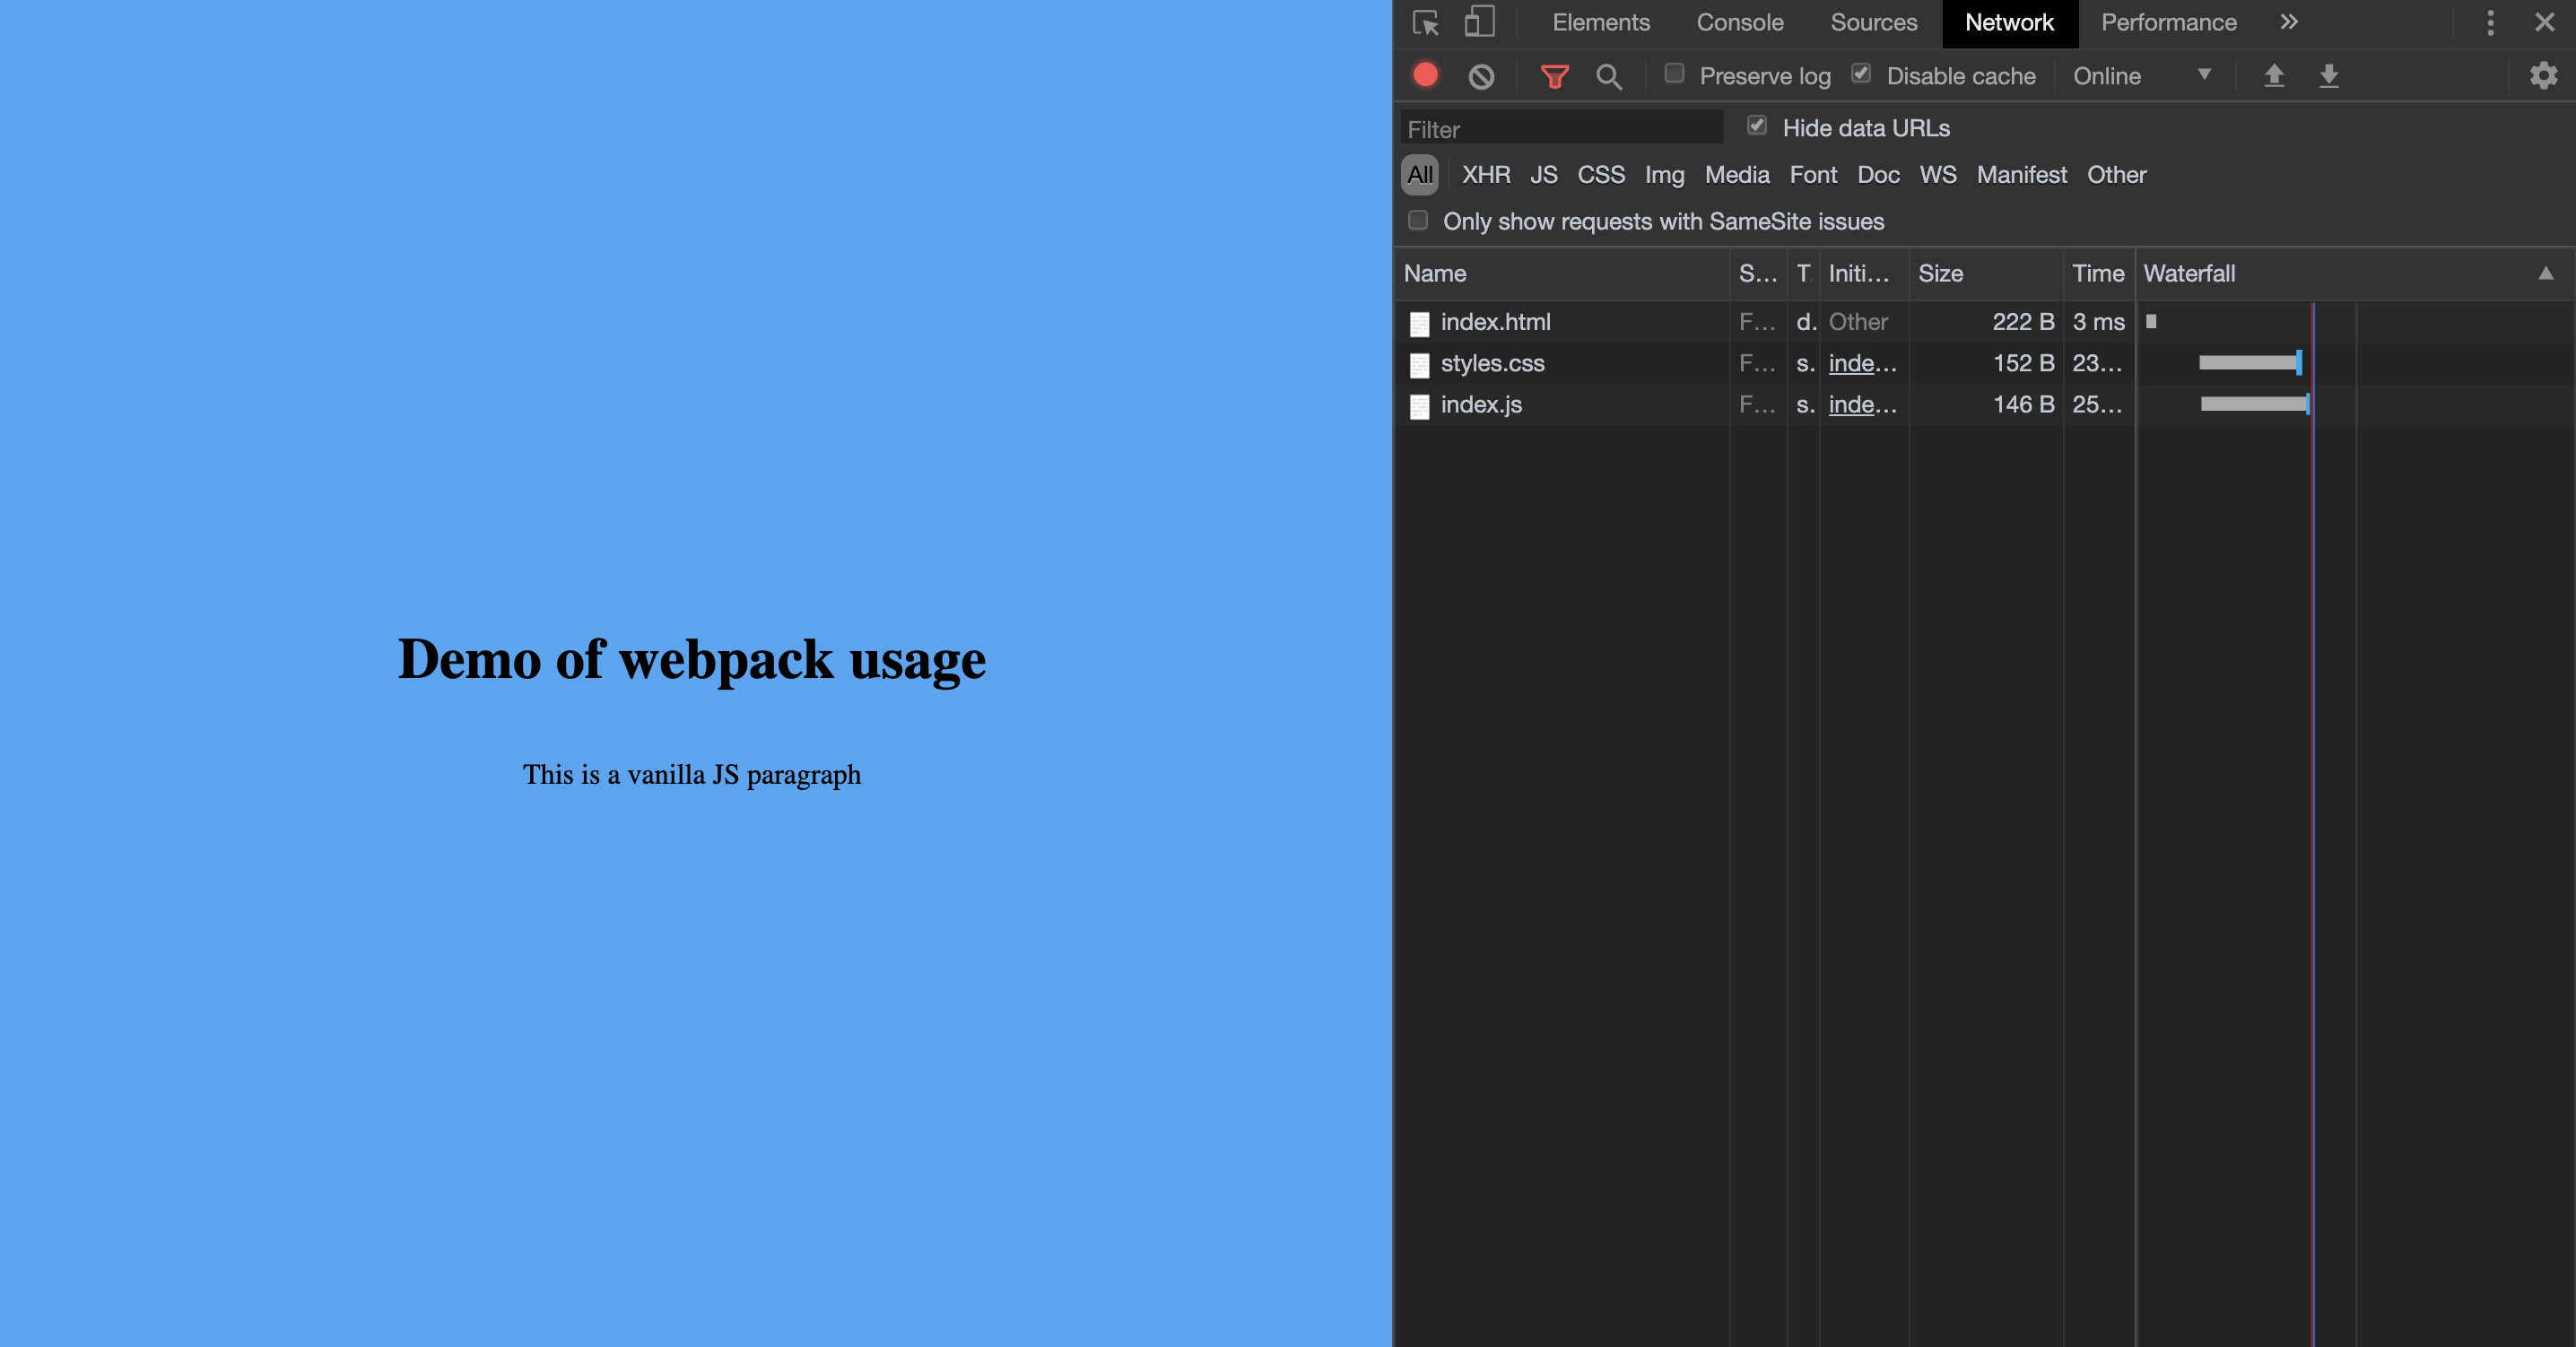 Demo of webpack usage
This is a vanilla JS paragraph
Elements Console Sources Network Performance
Preserve log Disable cache Online
Filter Hide data URLs
All XHR JS CSS Img Media Font Doc WS Manifest Other
Only show requests with SameSite issues
Name S... T. Initi... Size Time Waterfall
index.html F... d. Other 222 B 3 ms
styles.css F... s. inde... 152 B 23...
index.js F... s. inde... 146 B 25...